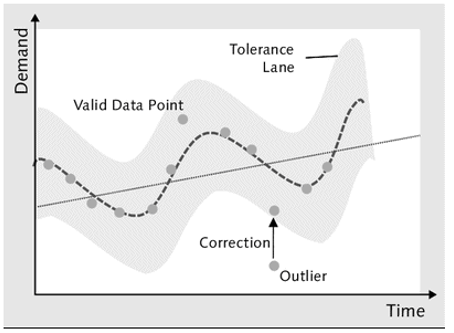 Demand
Tolerance
Lane
Valid Data Point
Correction
Outlier
Time